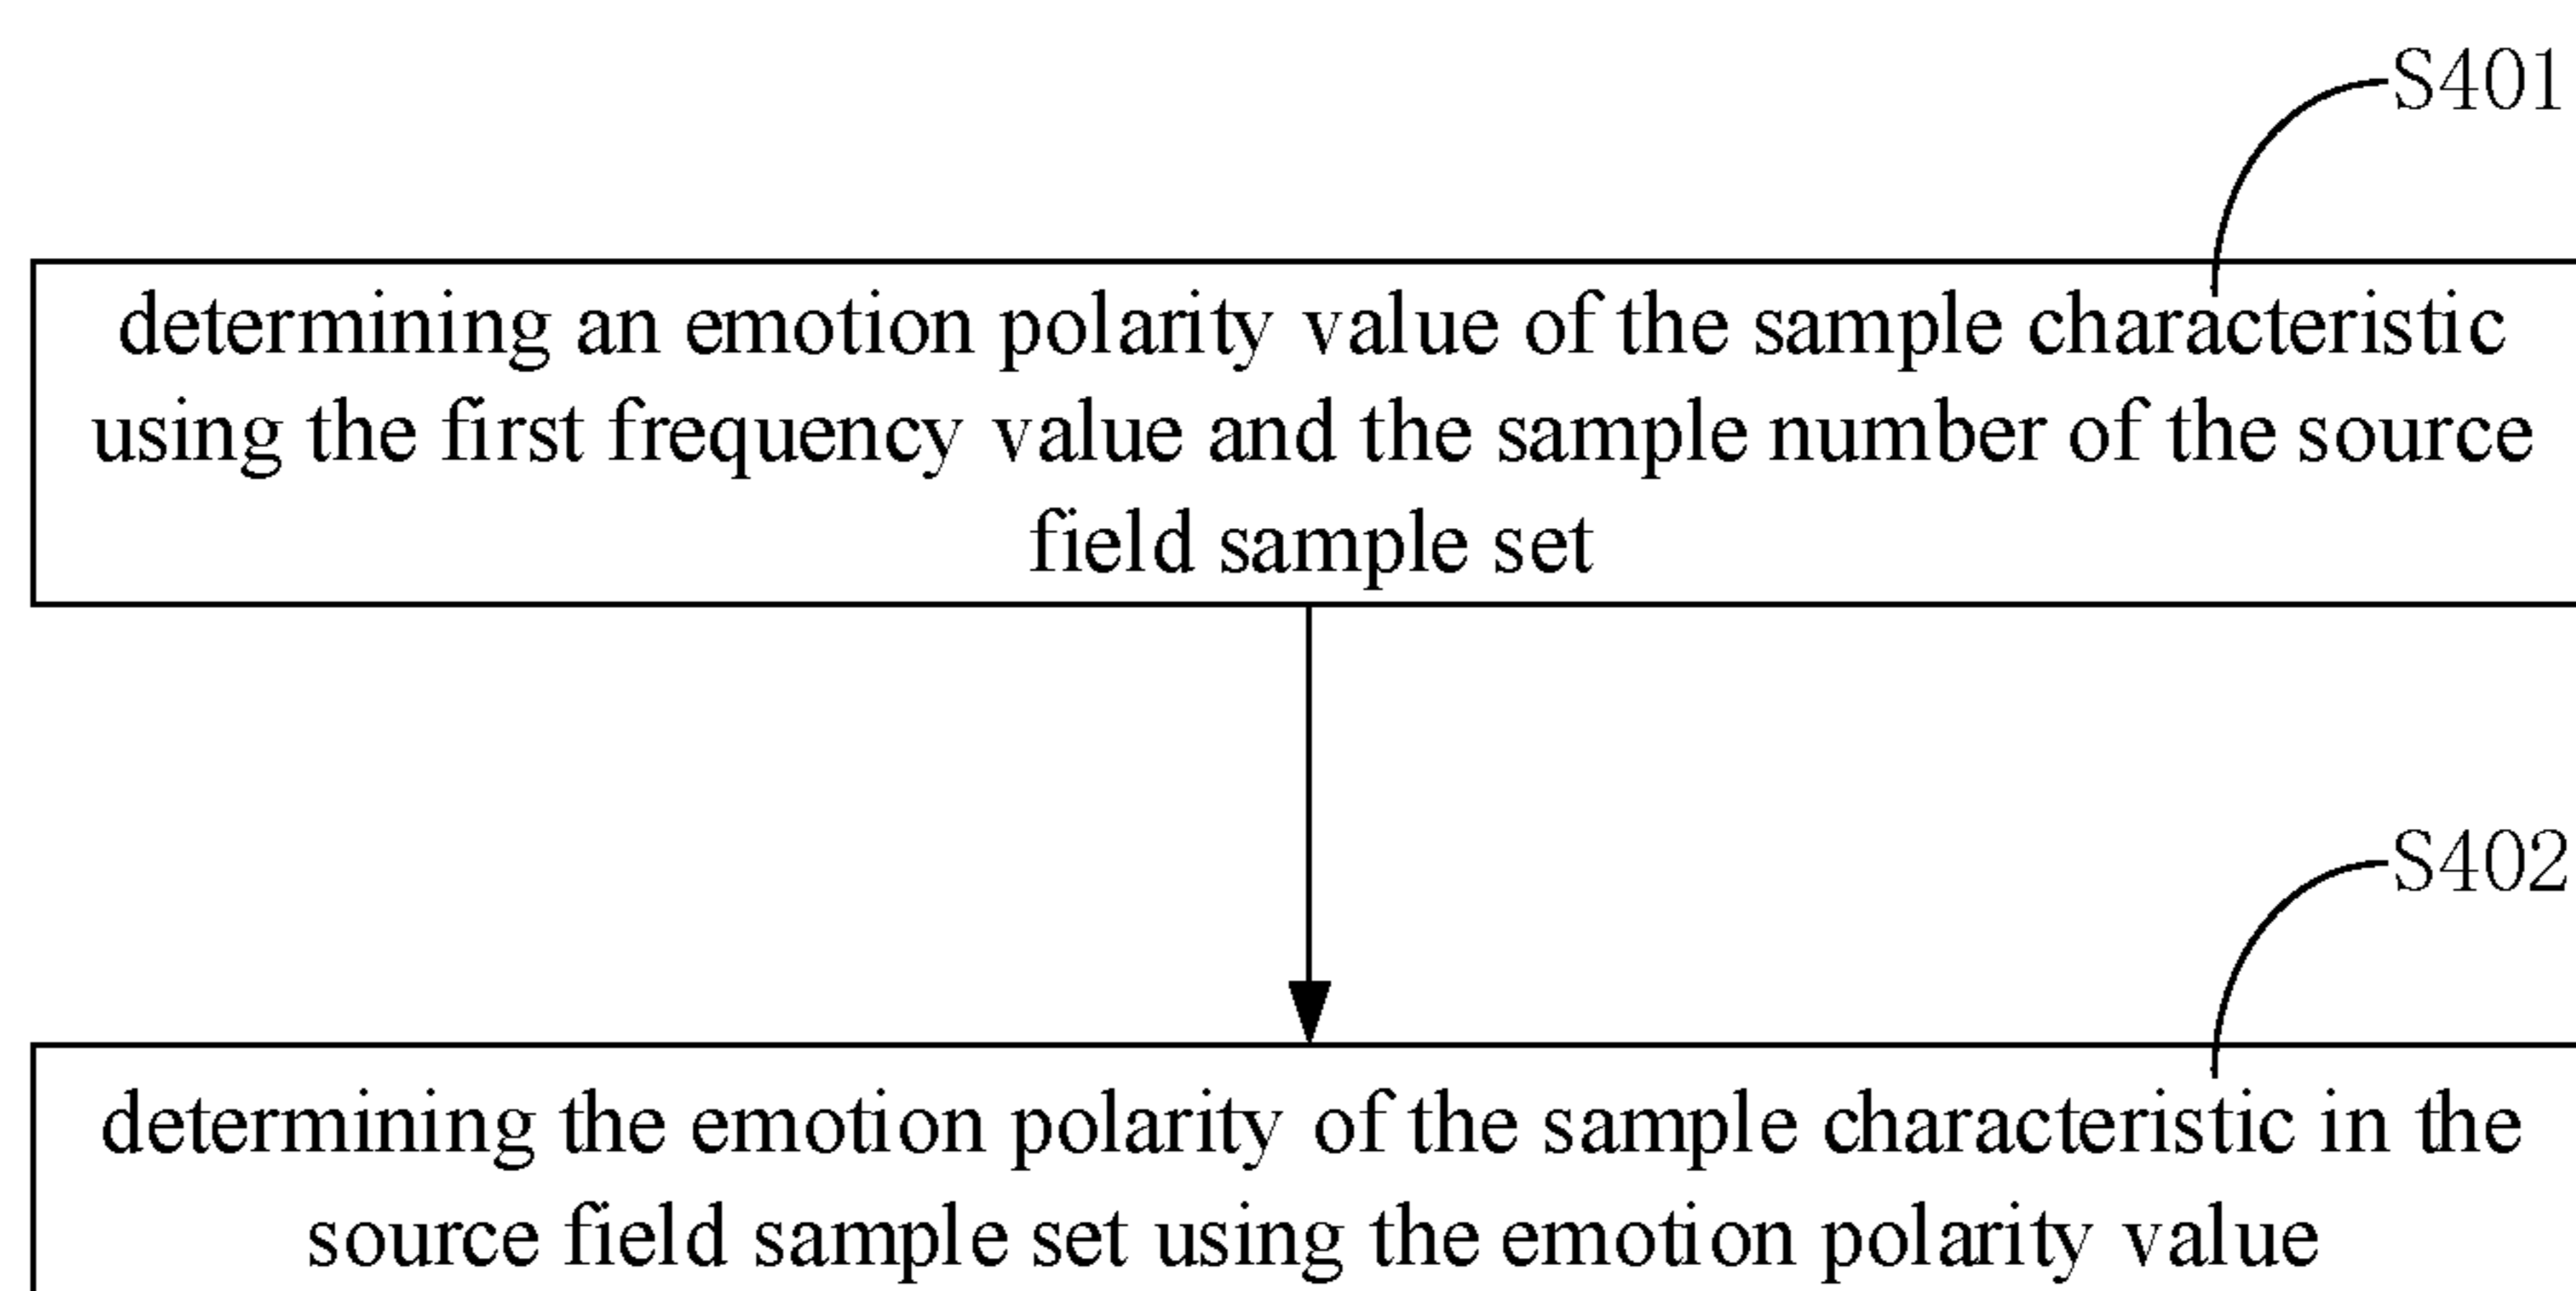 S401
determining an emotion polarity value of the sample characteristic
using the first frequency value and the sample number of the source
field sample set
S402
determining the emotion polarity of the sample characteristic in the
source field sample set using the emotion polarity value